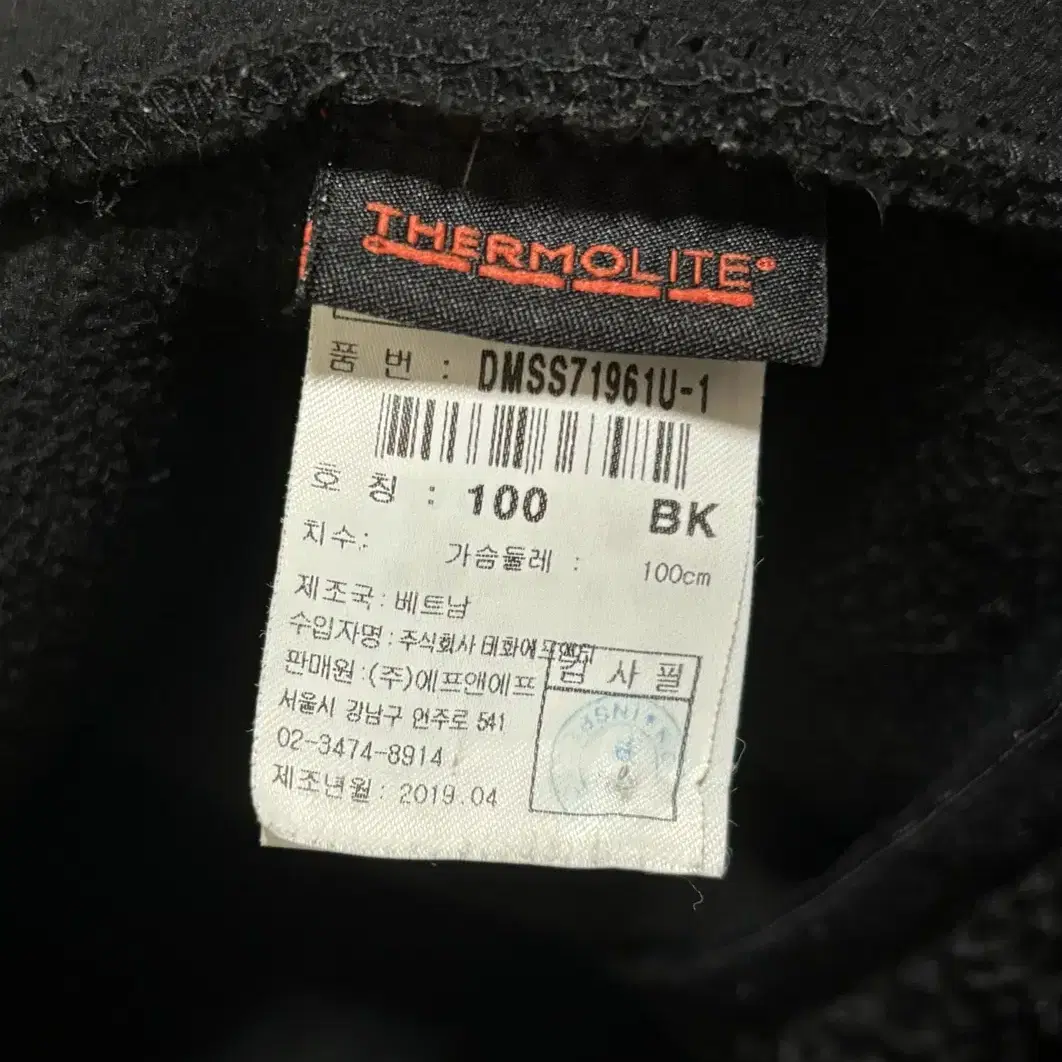 THERMOLITE®
품 번 : DMSS71961U-1
호 칭 : 100 BK
치수: 가슴둘레 : 100cm
제조국: 베트남
수입자명 : 주식회사 태화에프앤티
판매원 :(주)에프앤에프
검 사 필
서울시 강남구 언주로 541
02-3474-8914
제조년월 : 2019.04